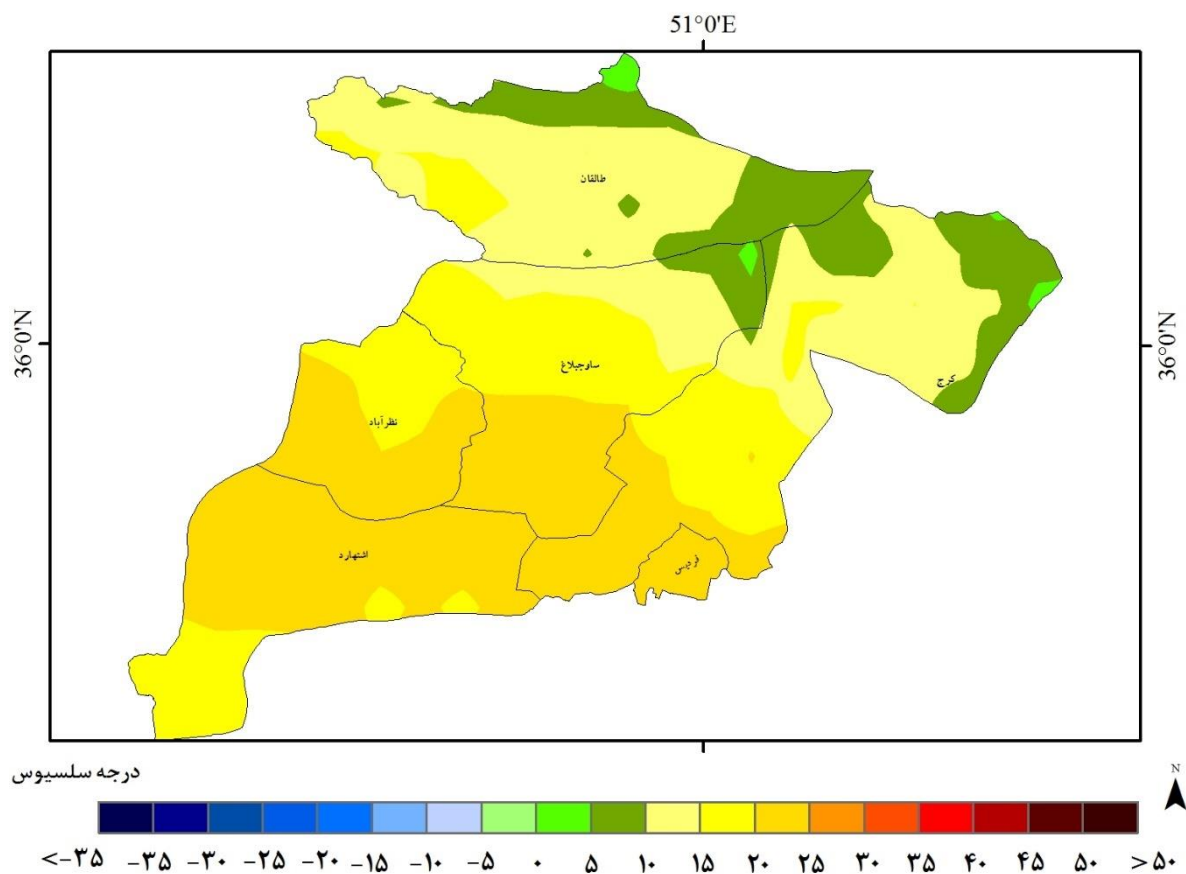 51°0'E
36°0'N
36°0'N
طالقان
ساوجبلاغ
کرج
نظرآباد
اشتهارد
فردیس
درجه سلسیوس
N
<-۳۵ -۳۵ -۳۰ -۲۵ -۲۰ -۱۵ -۱۰ -۵ ۰ ۵ ۱۰ ۱۵ ۲۰ ۲۵ ۳۰ ۳۵ ۴۰ ۴۵ ۵۰ >۵۰